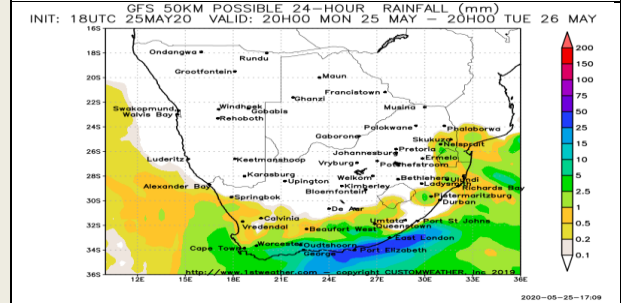 GFS 50KM POSSIBLE 24-HOUR RAINFALL (mm)
INIT: 18UTC 25MAY20 VALID: 20H00 MON 25 MAY - 20H00 TUE 26 MAY
16S
Ondangwa
Rundu
18S
Grootfontein
Maun
20S
Ghanzi
Francistown
22S
Swakopmund
Windhoek
Gobabis
Musina
Walvis Bay
Rehoboth
24S
Gaborone
Polokwane
Phalaborwa
Skukuza
Pretoria
Nelspruit
26S
Johannesburg
Luderitz
Keetmanshoop
Vryburg
Potchefstroom
Ermelo
28S
Karasburg
Upington
Welkom
Bethlehem
Ulundi
Alexander Bay
Kimberley
Ladysmith
Richards Bay
Bloemfontein
Springbok
Pietermaritzburg
30S
De Aar
Durban
Calvinia
Umtata
Port St Johns
32S
Vredendal
Beaufort West
Queenstown
East London
34S
Cape Town
Worcester
Oudtshoorn
George
Port Elizabeth
http://www.1stweather.com - copyright CUSTOMWEATHER, inc 2019
36S
12E 15E 18E 21E 24E 27E 30E 33E 36E
200
150
100
75
50
25
15
10
5
2.5
1
0.5
0.2
0.1
2020-05-25-17:09